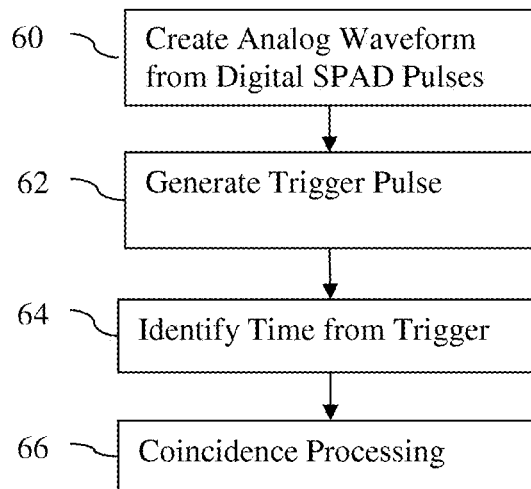 60
Create Analog Waveform
from Digital SPAD Pulses
62
Generate Trigger Pulse
64
Identify Time from Trigger
66
Coincidence Processing